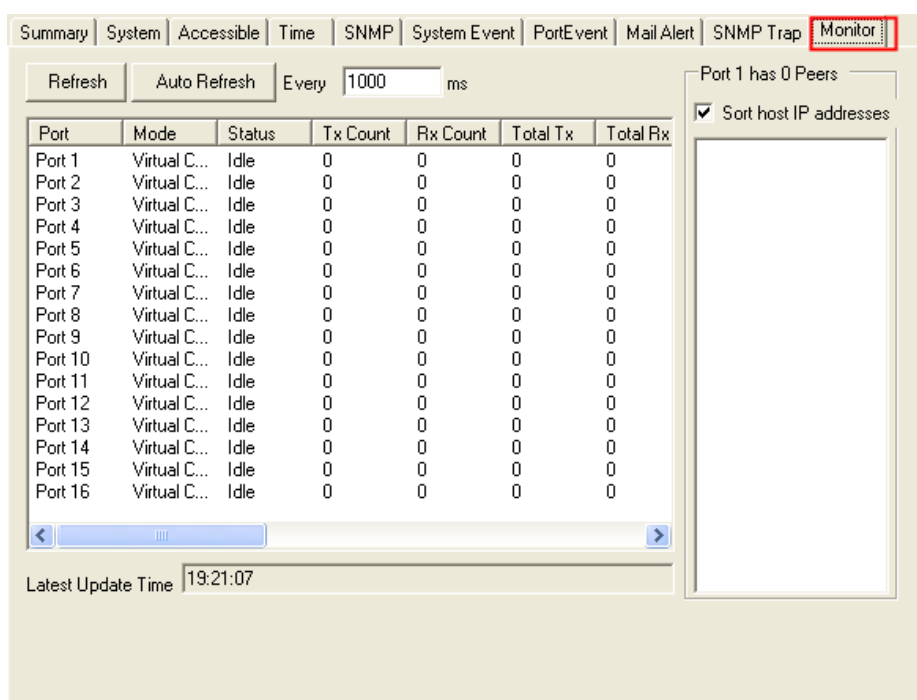 Summary System Accessible Time SNMP System Event PortEvent Mail Alert SNMP Trap Monitor
Refresh Auto Refresh Every 1000 ms
Port 1 has 0 Peers
Sort host IP addresses
Port Mode Status Tx Count Rx Count Total Tx Total Rx
Port 1 Virtual C... Idle 0 0 0 0
Port 2 Virtual C... Idle 0 0 0 0
Port 3 Virtual C... Idle 0 0 0 0
Port 4 Virtual C... Idle 0 0 0 0
Port 5 Virtual C... Idle 0 0 0 0
Port 6 Virtual C... Idle 0 0 0 0
Port 7 Virtual C... Idle 0 0 0 0
Port 8 Virtual C... Idle 0 0 0 0
Port 9 Virtual C... Idle 0 0 0 0
Port 10 Virtual C... Idle 0 0 0 0
Port 11 Virtual C... Idle 0 0 0 0
Port 12 Virtual C... Idle 0 0 0 0
Port 13 Virtual C... Idle 0 0 0 0
Port 14 Virtual C... Idle 0 0 0 0
Port 15 Virtual C... Idle 0 0 0 0
Port 16 Virtual C... Idle 0 0 0 0
Latest Update Time 19:21:07